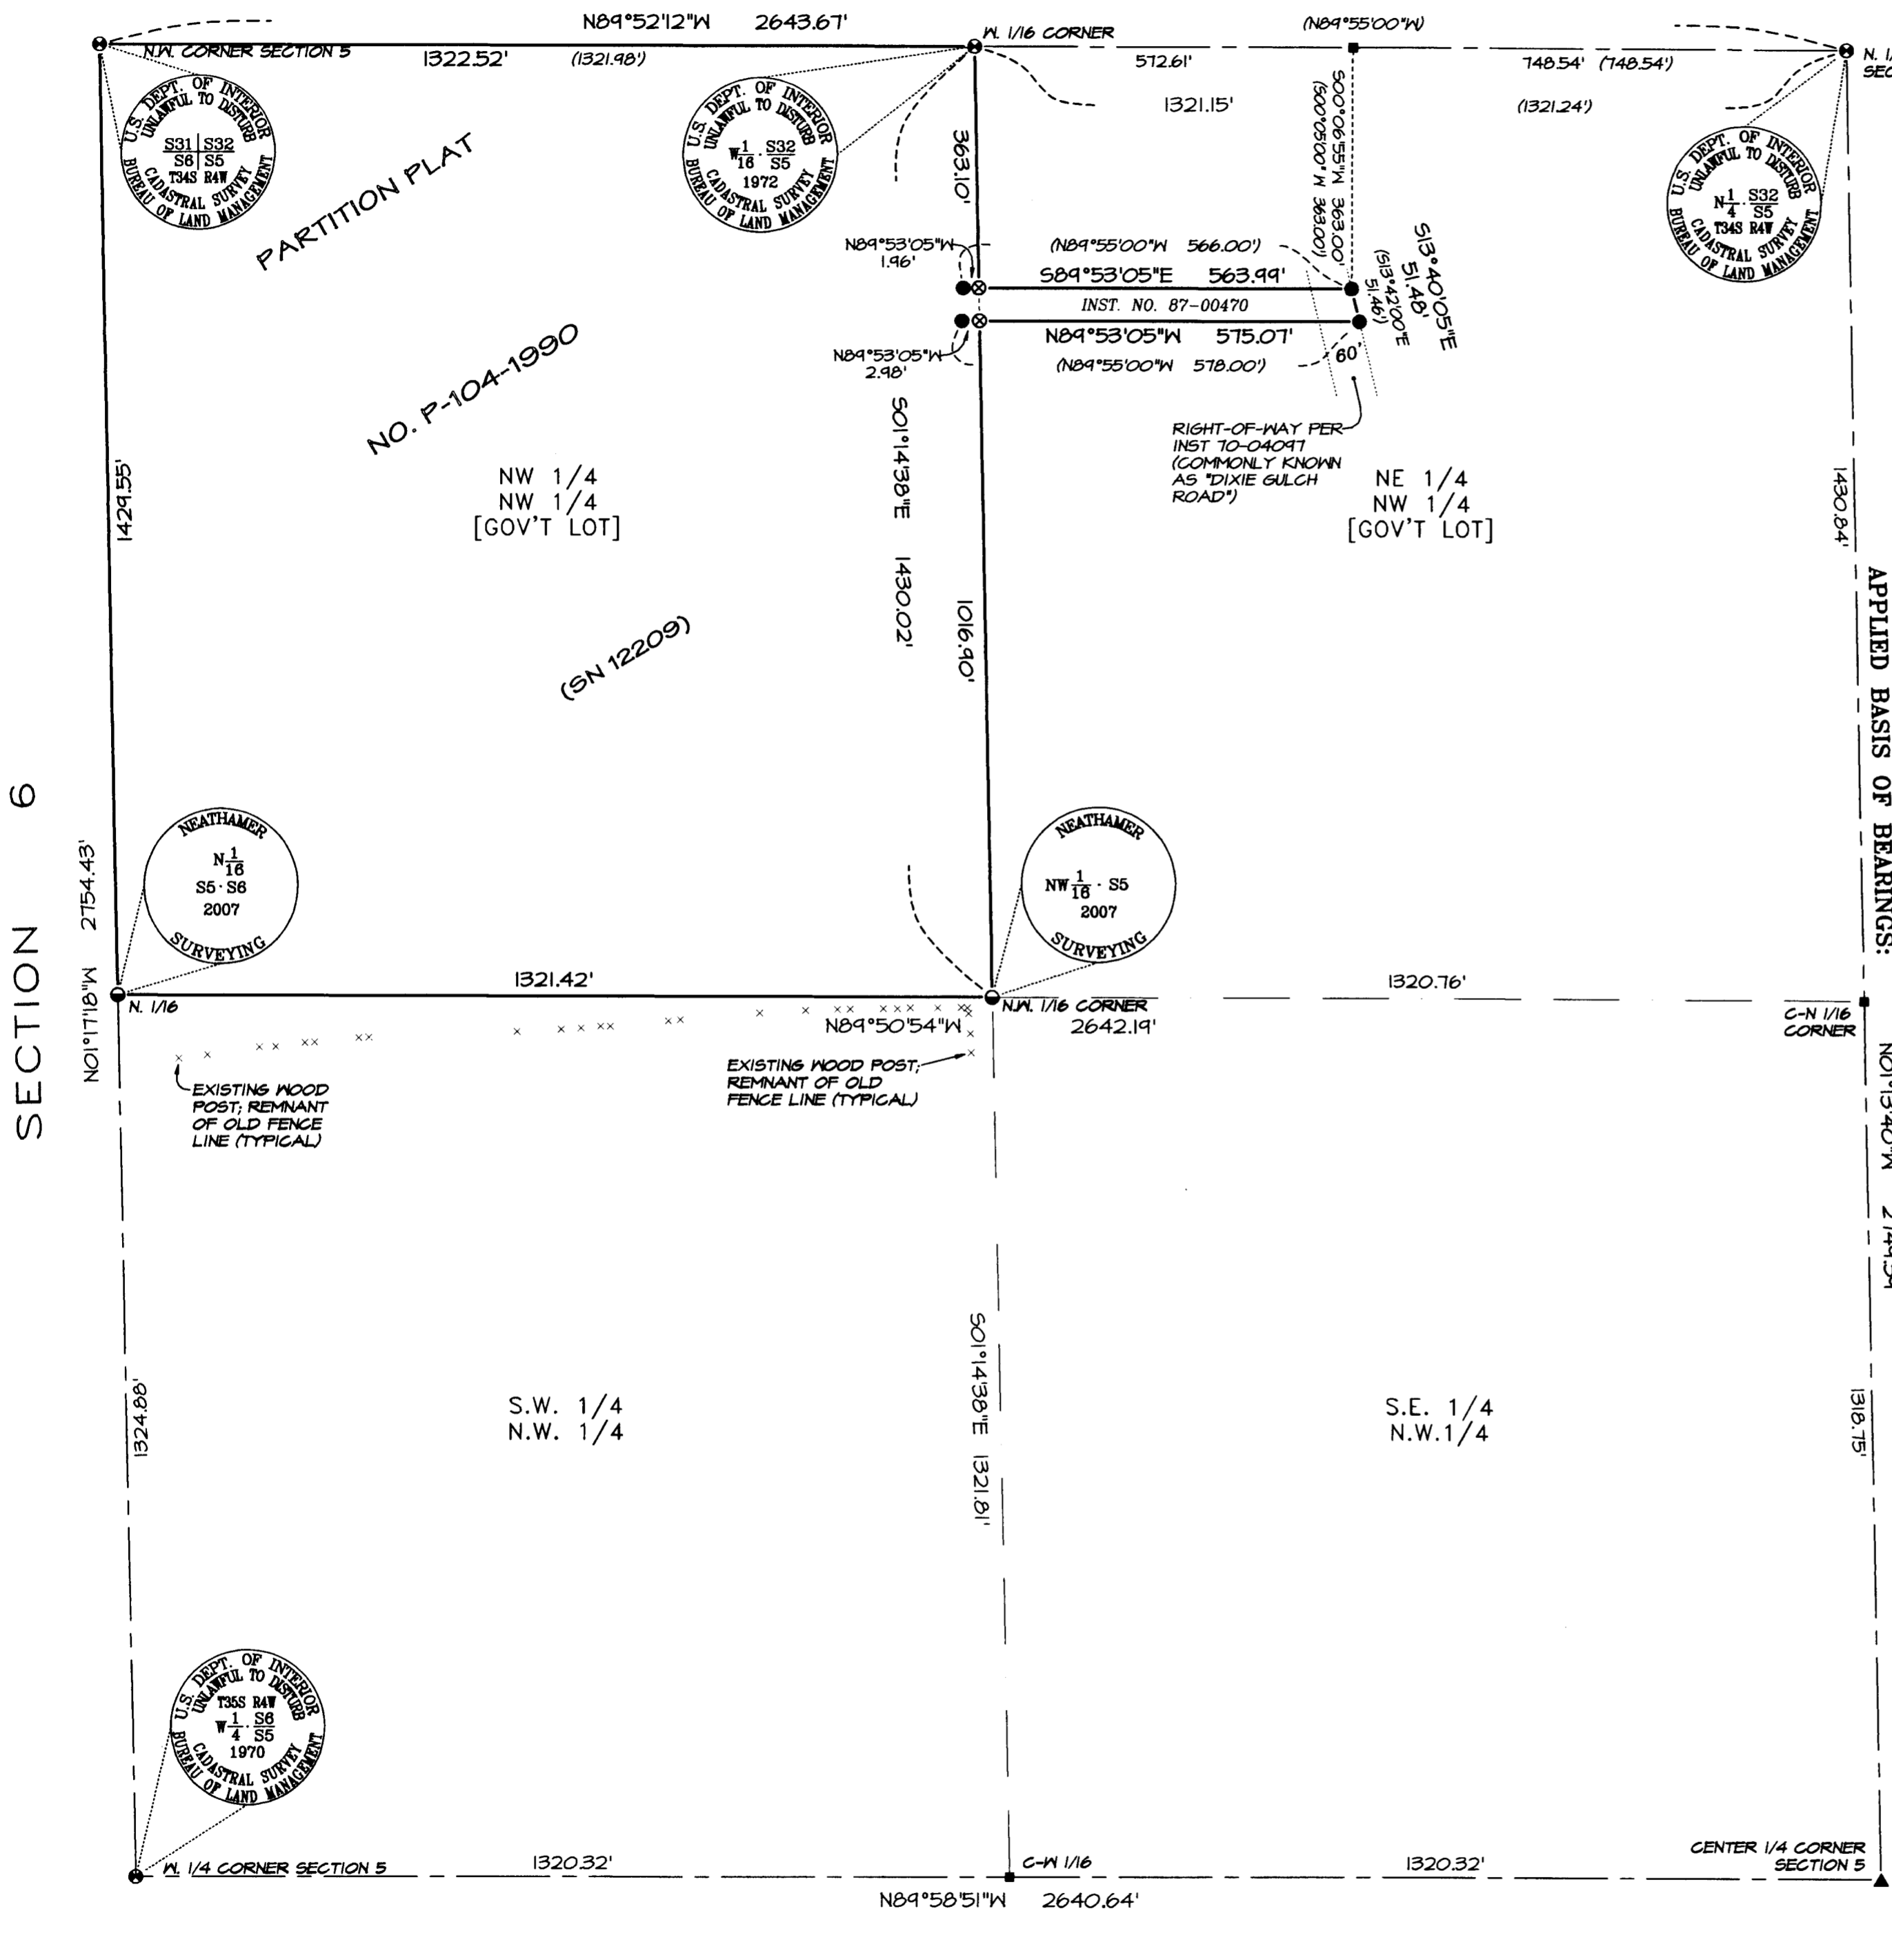 N89°52'12"W 2643.67'
(N89°55'00"W)
N.W. CORNER SECTION 5
1322.52' (1321.98')
W. 1/16 CORNER
572.61'
748.54' (748.54')
1321.15'
(1321.24')
U.S. DEPT. OF INTERIOR
UNLAWFUL TO DISTURB
S31 S32
S6 S5
T34S R4W
CADASTRAL SURVEY
BUREAU OF LAND MANAGEMENT
U.S. DEPT. OF INTERIOR
UNLAWFUL TO DISTURB
W 1/16 · S32/S5
1972
CADASTRAL SURVEY
BUREAU OF LAND MANAGEMENT
U.S. DEPT. OF INTERIOR
UNLAWFUL TO DISTURB
N 1/4 · S32/S5
T34S R4W
CADASTRAL SURVEY
BUREAU OF LAND MANAGEMENT
PARTITION PLAT
NO. P-104-1990
(SN 12209)
363.10'
S00°06'55"W 363.00'
(S00°05'00" W 363.00')
S13°40'05"E
51.48'
(S13°42'00"E
51.46')
N89°53'05"W
1.96'
(N89°55'00"W 566.00')
S89°53'05"E 563.99'
INST. NO. 87-00470
N89°53'05"W 575.07'
(N89°55'00"W 578.00')
N89°53'05"W
2.98'
60'
RIGHT-OF-WAY PER
INST 70-04097
(COMMONLY KNOWN
AS "DIXIE GULCH
ROAD")
NW 1/4
NW 1/4
[GOV'T LOT]
NE 1/4
NW 1/4
[GOV'T LOT]
1429.55'
S01°14'38"E 1430.02'
1016.90'
1430.84'
APPLIED BASIS OF BEARINGS:
SECTION 6
N01°17'18"W 2754.43'
NEATHAMER
N 1/16
S5 · S6
2007
SURVEYING
NEATHAMER
NW 1/16 · S5
2007
SURVEYING
N. 1/16
1321.42'
N.W. 1/16 CORNER
1320.76'
N89°50'54"W 2642.19'
C-N 1/16
CORNER
EXISTING WOOD
POST; REMNANT
OF OLD FENCE
LINE (TYPICAL)
EXISTING WOOD POST;
REMNANT OF OLD
FENCE LINE (TYPICAL)
1324.88'
S.W. 1/4
N.W. 1/4
S01°14'38"E 1321.81'
S.E. 1/4
N.W.1/4
1318.75'
U.S. DEPT. OF INTERIOR
UNLAWFUL TO DISTURB
T35S R4W
W 1/4 · S6/S5
1970
CADASTRAL SURVEY
BUREAU OF LAND MANAGEMENT
W. 1/4 CORNER SECTION 5
1320.32'
C-W 1/16
1320.32'
CENTER 1/4 CORNER
SECTION 5
N89°58'51"W 2640.64'